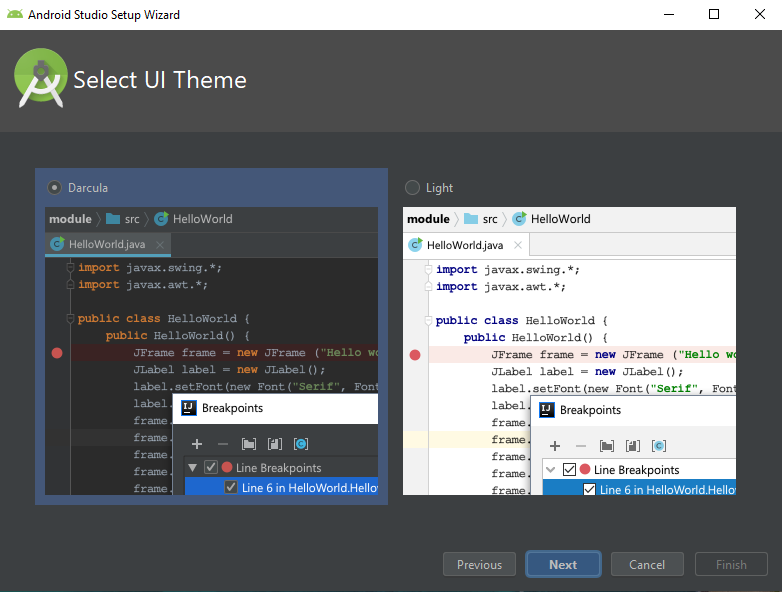 Android Studio Setup Wizard
Select UI Theme
Darcula
module src HelloWorld
HelloWorld.java
import javax.swing.*;
import javax.awt.*;
public class HelloWorld {
public HelloWorld() {
JFrame frame = new JFrame ("Hello wo
JLabel label = new JLabel();
label.setFont(new Font("Serif", Font
label.
frame.
frame.
frame.
frame.
frame.
IJ Breakpoints
Line Breakpoints
Line 6 in HelloWorld.Hello
Light
module src HelloWorld
HelloWorld.java
import javax.swing.*;
import javax.awt.*;
public class HelloWorld {
public HelloWorld() {
JFrame frame = new JFrame ("Hello wo
JLabel label = new JLabel();
label.setFont(new Font("Serif", Font
label.
frame.
frame.
frame.
frame.
frame.
IJ Breakpoints
Line Breakpoints
Line 6 in HelloWorld.Hello
Previous Next Cancel Finish